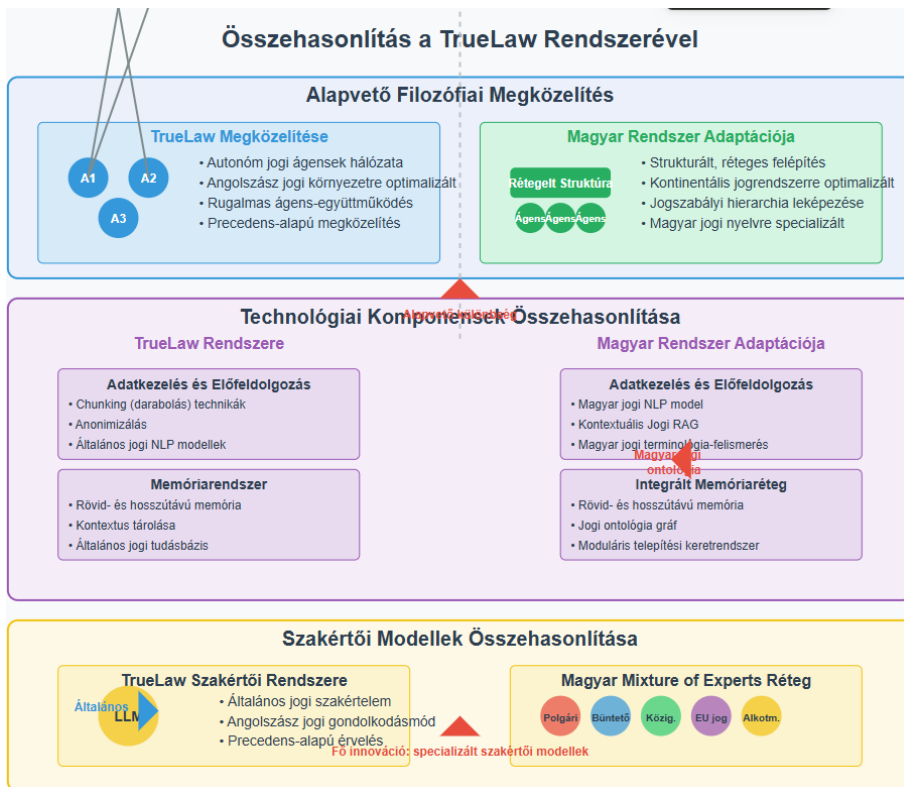 Összehasonlítás a TrueLaw Rendszerével
Alapvető Filozófiai Megközelítés
TrueLaw Megközelítése
A1
A2
A3
• Autonóm jogi ágensek hálózata
• Angolszász jogi környezetre optimalizált
• Rugalmas ágens-együttműködés
• Precedens-alapú megközelítés
Magyar Rendszer Adaptációja
Rétegelt Struktúra
Ágens
Ágens
Ágens
• Strukturált, réteges felépítés
• Kontinentális jogrendszerre optimalizált
• Jogszabályi hierarchia leképezése
• Magyar jogi nyelvre specializált
Alapvető különbség
Technológiai Komponensek Összehasonlítása
TrueLaw Rendszere
Adatkezelés és Előfeldolgozás
• Chunking (darabolás) technikák
• Anonimizálás
• Általános jogi NLP modellek
Memóriarendszer
• Rövid- és hosszútávú memória
• Kontextus tárolása
• Általános jogi tudásbázis
Magyar Rendszer Adaptációja
Adatkezelés és Előfeldolgozás
• Magyar jogi NLP model
• Kontextuális Jogi RAG
• Magyar jogi terminológia-felismerés
Magyar jogi
ontológia
Integrált Memóriaréteg
• Rövid- és hosszútávú memória
• Jogi ontológia gráf
• Moduláris telepítési keretrendszer
Szakértői Modellek Összehasonlítása
TrueLaw Szakértői Rendszere
Általános
LLM
• Általános jogi szakértelem
• Angolszász jogi gondolkodásmód
• Precedens-alapú érvelés
Fő innováció: specializált szakértői modellek
Magyar Mixture of Experts Réteg
Polgári
Büntető
Közig.
EU jog
Alkotm.